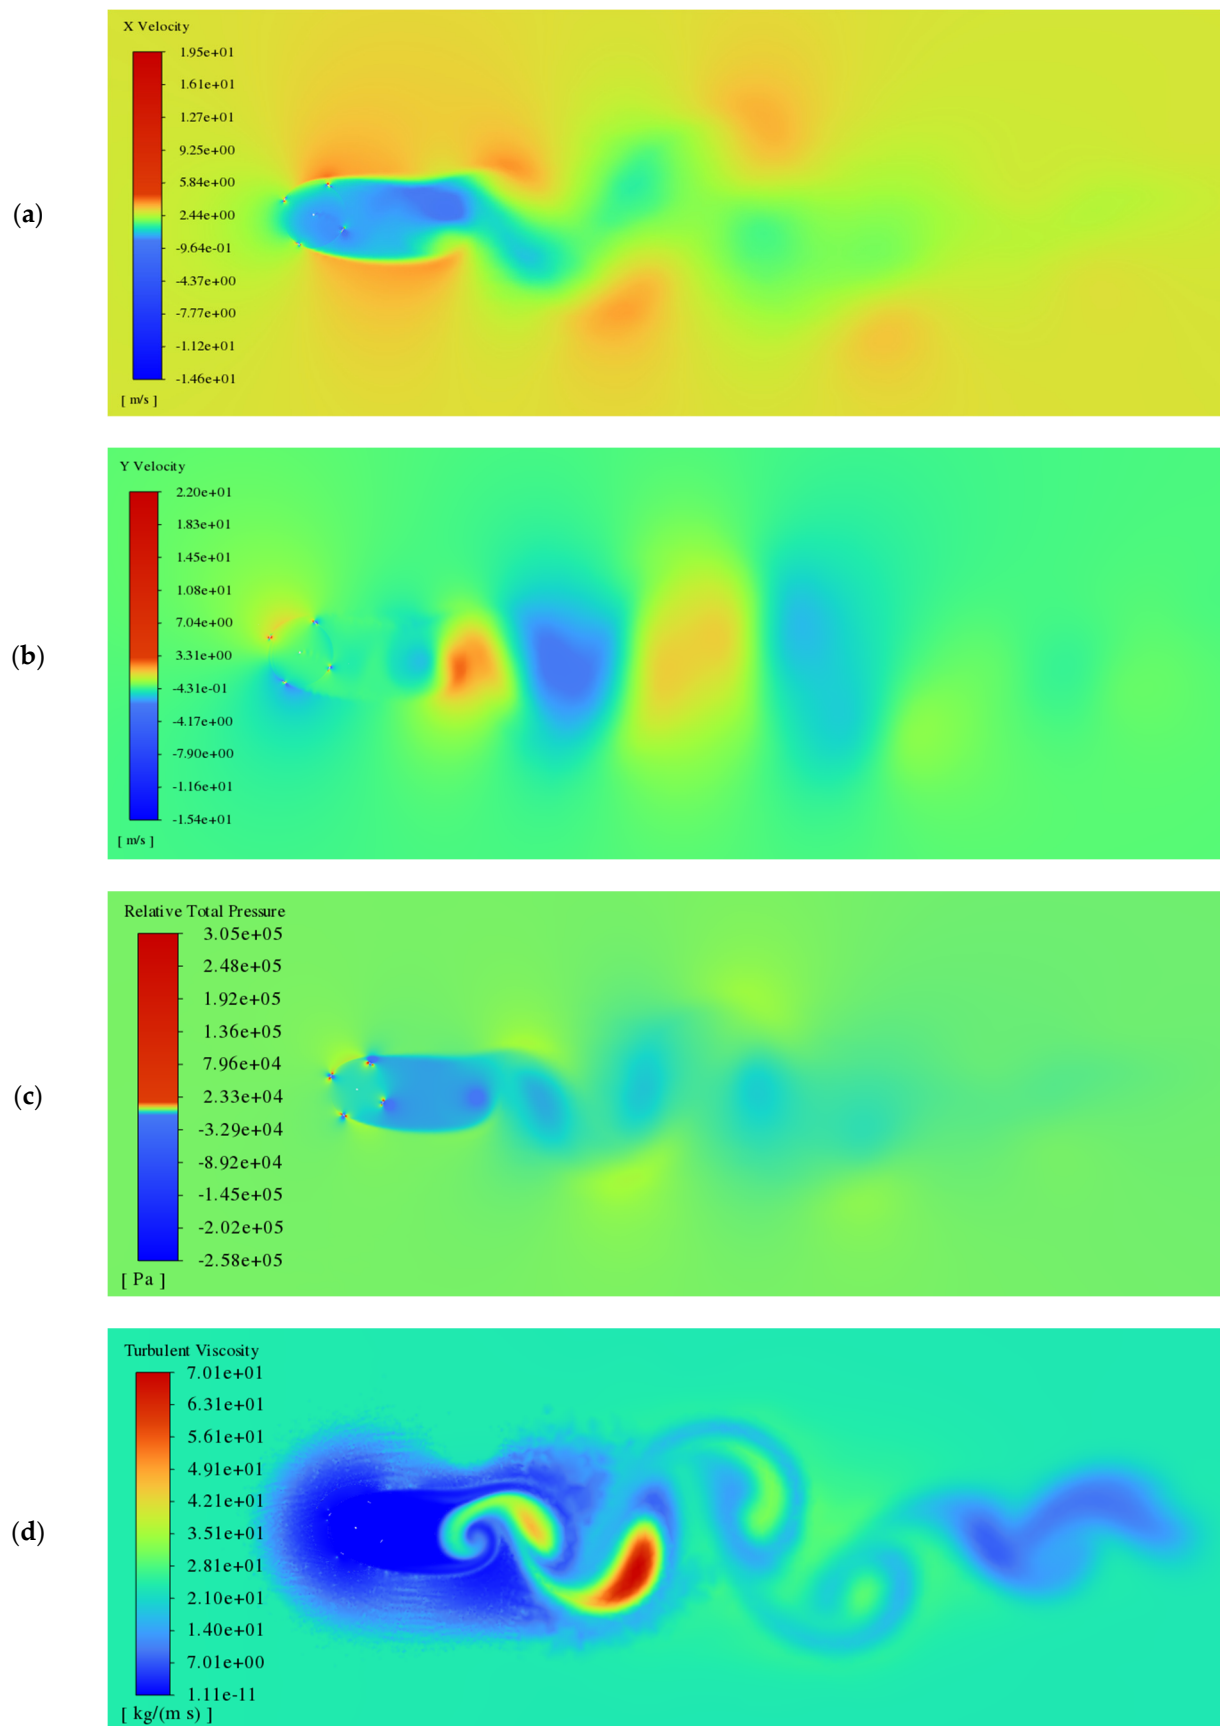 (a)
X Velocity
1.95e+01
1.61e+01
1.27e+01
9.25e+00
5.84e+00
2.44e+00
-9.64e-01
-4.37e+00
-7.77e+00
-1.12e+01
-1.46e+01
[ m/s ]
(b)
Y Velocity
2.20e+01
1.83e+01
1.45e+01
1.08e+01
7.04e+00
3.31e+00
-4.31e-01
-4.17e+00
-7.90e+00
-1.16e+01
-1.54e+01
[ m/s ]
(c)
Relative Total Pressure
3.05e+05
2.48e+05
1.92e+05
1.36e+05
7.96e+04
2.33e+04
-3.29e+04
-8.92e+04
-1.45e+05
-2.02e+05
-2.58e+05
[ Pa ]
(d)
Turbulent Viscosity
7.01e+01
6.31e+01
5.61e+01
4.91e+01
4.21e+01
3.51e+01
2.81e+01
2.10e+01
1.40e+01
7.01e+00
1.11e-11
[ kg/(m s) ]